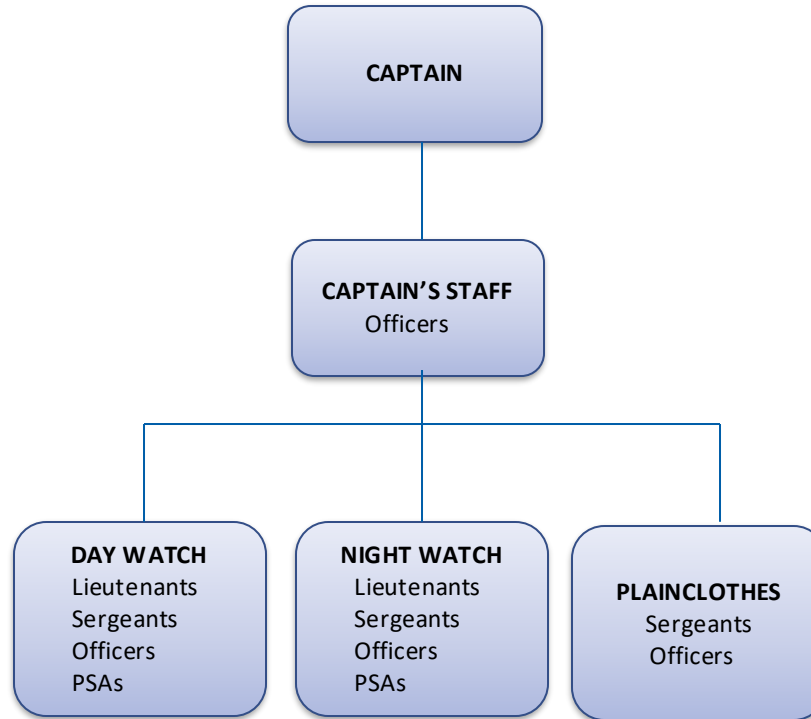 CAPTAIN
CAPTAIN’S STAFF
Officers
DAY WATCH
Lieutenants
Sergeants
Officers
PSAs
NIGHT WATCH
Lieutenants
Sergeants
Officers
PSAs
PLAINCLOTHES
Sergeants
Officers